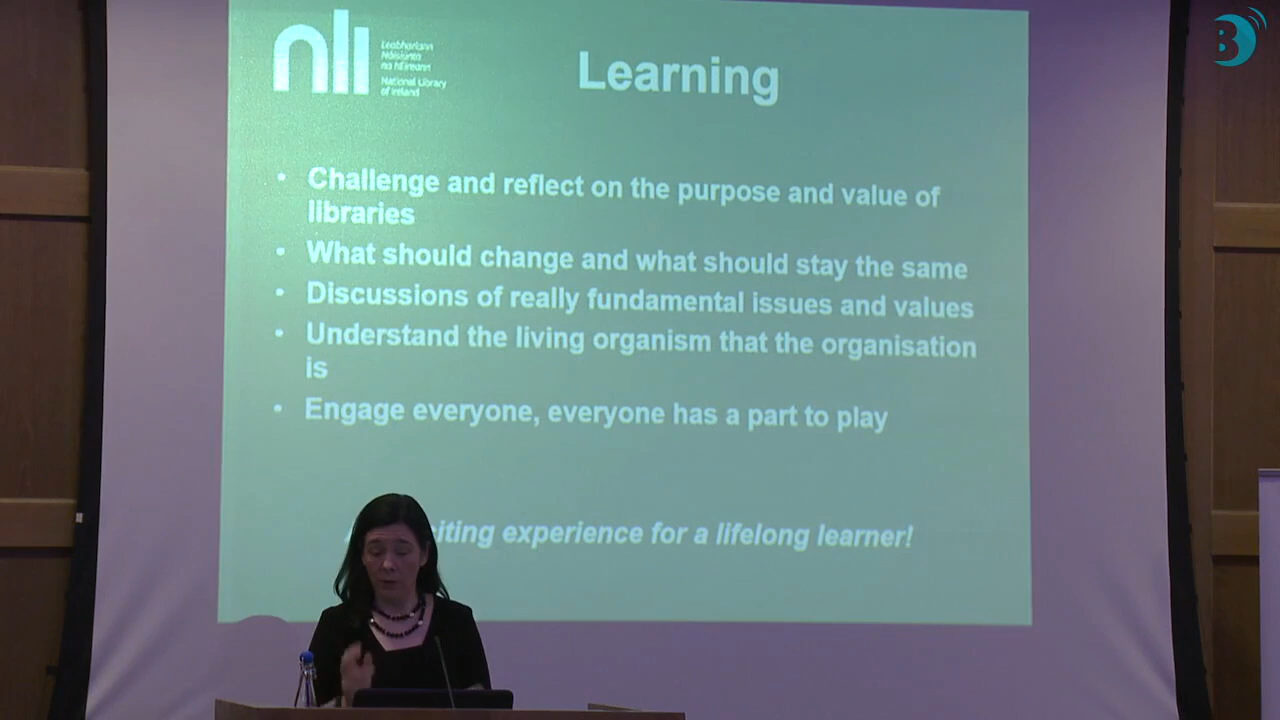 nli
Leabharlann
Náisiúnta
na hÉireann
National Library
of Ireland
Learning
• Challenge and reflect on the purpose and value of
libraries
• What should change and what should stay the same
• Discussions of really fundamental issues and values
• Understand the living organism that the organisation
is
• Engage everyone, everyone has a part to play
experience for a lifelong learner!
B